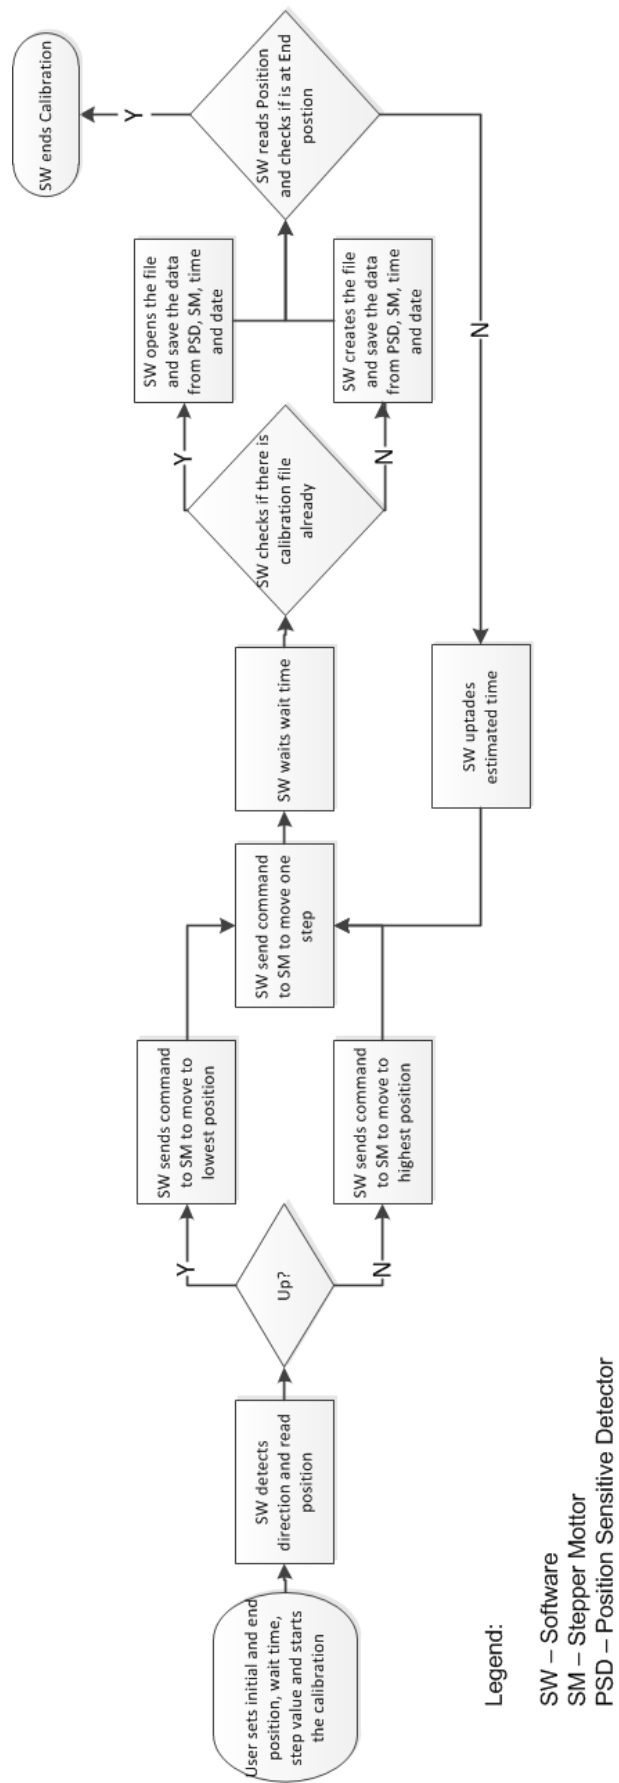 User sets initial and end
position, wait time,
step value and starts
the calibration
SW detects
direction and read
position
Up?
Y
N
SW sends command
to SM to move to
lowest position
SW sends command
to SM to move to
highest position
SW send command
to SM to move one
step
SW waits wait time
SW checks if there is
calibration file
already
Y
N
SW opens the file
and save the data
from PSD, SM, time
and date
SW creates the file
and save the data
from PSD, SM, time
and date
SW reads Position
and checks if is at End
postion
Y
N
SW ends Calibration
SW uptades
estimated time
Legend:
SW – Software
SM – Stepper Mottor
PSD – Position Sensitive Detector